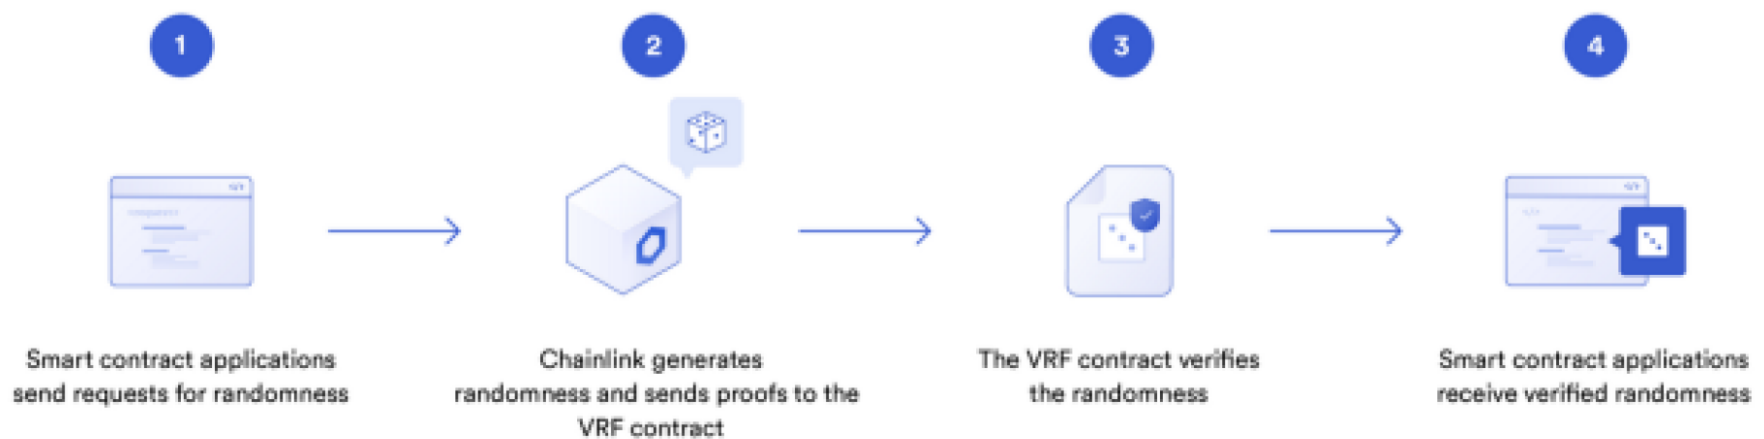 1
2
3
4
Smart contract applications
send requests for randomness
Chainlink generates
randomness and sends proofs to the
VRF contract
The VRF contract verifies
the randomness
Smart contract applications
receive verified randomness